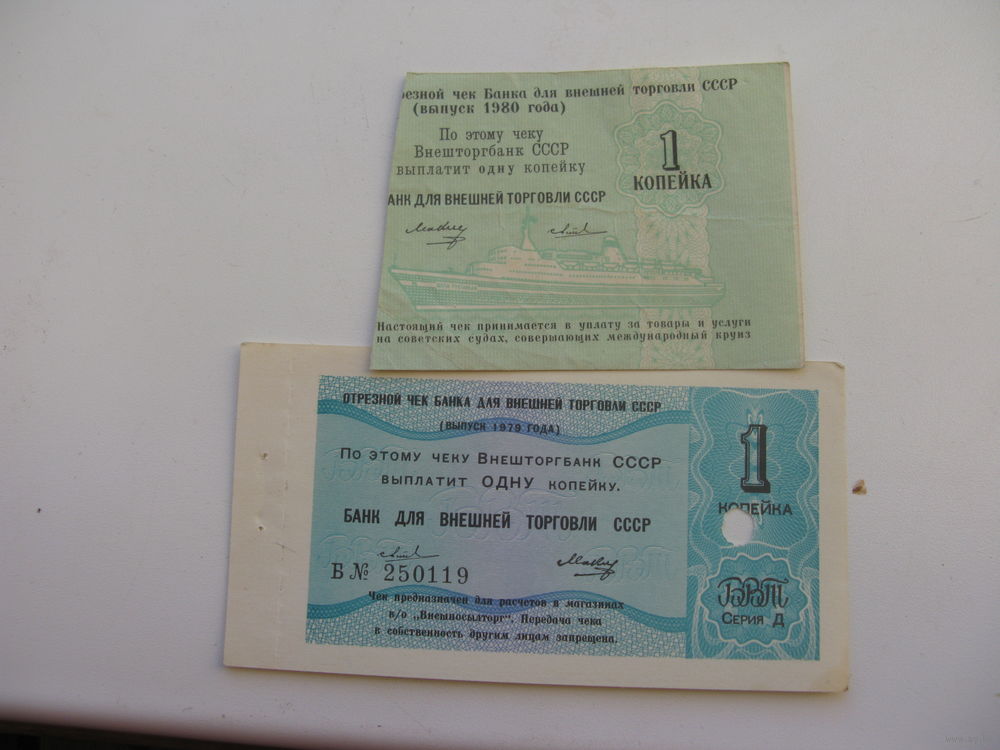 резной чек Банка для внешней торговли СССР
(выпуск 1980 года)
По этому чеку
Внешторгбанк СССР
выплатит одну копейку
1
КОПЕЙКА
АНК ДЛЯ ВНЕШНЕЙ ТОРГОВЛИ СССР
Настоящий чек принимается в уплату за товары и услуги
на советских судах, совершающих международный круиз
ОТРЕЗНОЙ ЧЕК БАНКА ДЛЯ ВНЕШНЕЙ ТОРГОВЛИ СССР
(ВЫПУСК 1979 ГОДА)
По этому чеку Внешторгбанк СССР
выплатит ОДНУ копейку.
БАНК ДЛЯ ВНЕШНЕЙ ТОРГОВЛИ СССР
Б № 250119
Чек предназначен для расчетов в магазинах
в/о „Внешпосылторг". Передача чека
в собственность другим лицам запрещена.
1
КОПЕЙКА
БВТ
Серия Д